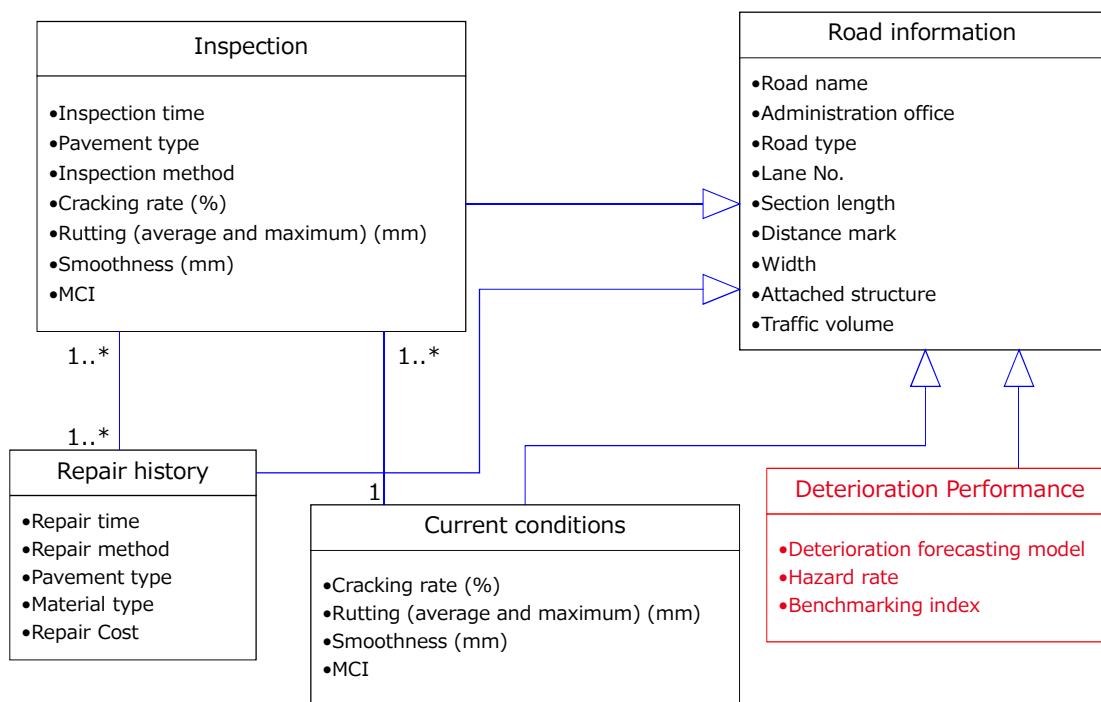 Inspection
•Inspection time
•Pavement type
•Inspection method
•Cracking rate (%)
•Rutting (average and maximum) (mm)
•Smoothness (mm)
•MCI
Road information
•Road name
•Administration office
•Road type
•Lane No.
•Section length
•Distance mark
•Width
•Attached structure
•Traffic volume
1..*
1..*
1..*
1
Repair history
•Repair time
•Repair method
•Pavement type
•Material type
•Repair Cost
Current conditions
•Cracking rate (%)
•Rutting (average and maximum) (mm)
•Smoothness (mm)
•MCI
Deterioration Performance
•Deterioration forecasting model
•Hazard rate
•Benchmarking index